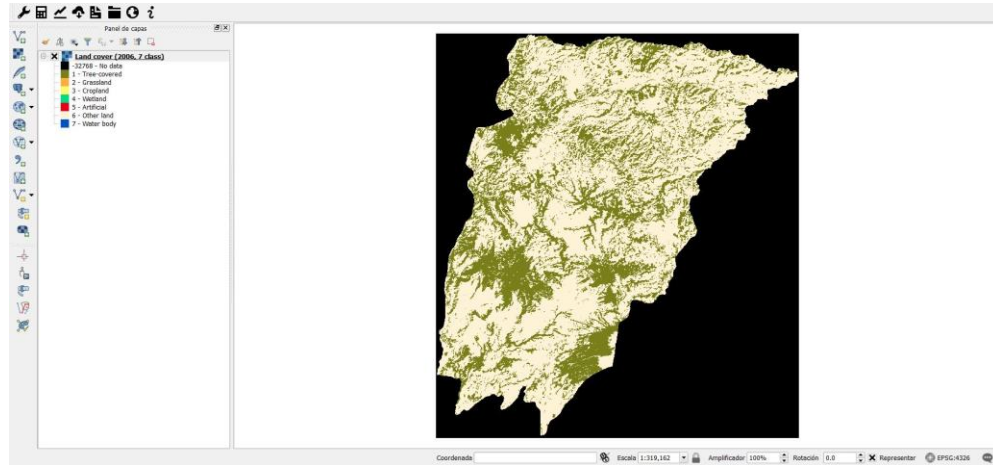 Panel de capas
Land cover (2006, 7 class)
-32768 - No data
1 - Tree-covered
2 - Grassland
3 - Cropland
4 - Wetland
5 - Artificial
6 - Other land
7 - Water body
Coordenada Escala 1:319,162 Amplificador 100% Rotación 0.0 Representar EPSG:4326